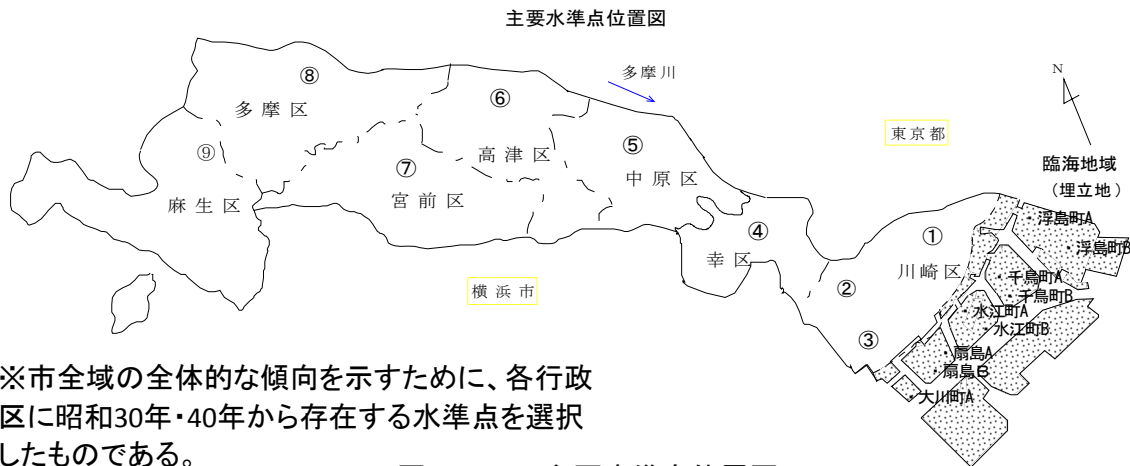 主要水準点位置図
多摩川
N
東京都
臨海地域
(埋立地)
⑧
多摩区
⑥
高津区
⑤
中原区
⑨
麻生区
⑦
宮前区
④
幸区
①
川崎区
②
③
横浜市
浮島町A
浮島町B
千鳥町A
千鳥町B
水江町A
水江町B
扇島A
扇島B
大川町A
※市全域の全体的な傾向を示すために、各行政
区に昭和30年・40年から存在する水準点を選択
したものである。